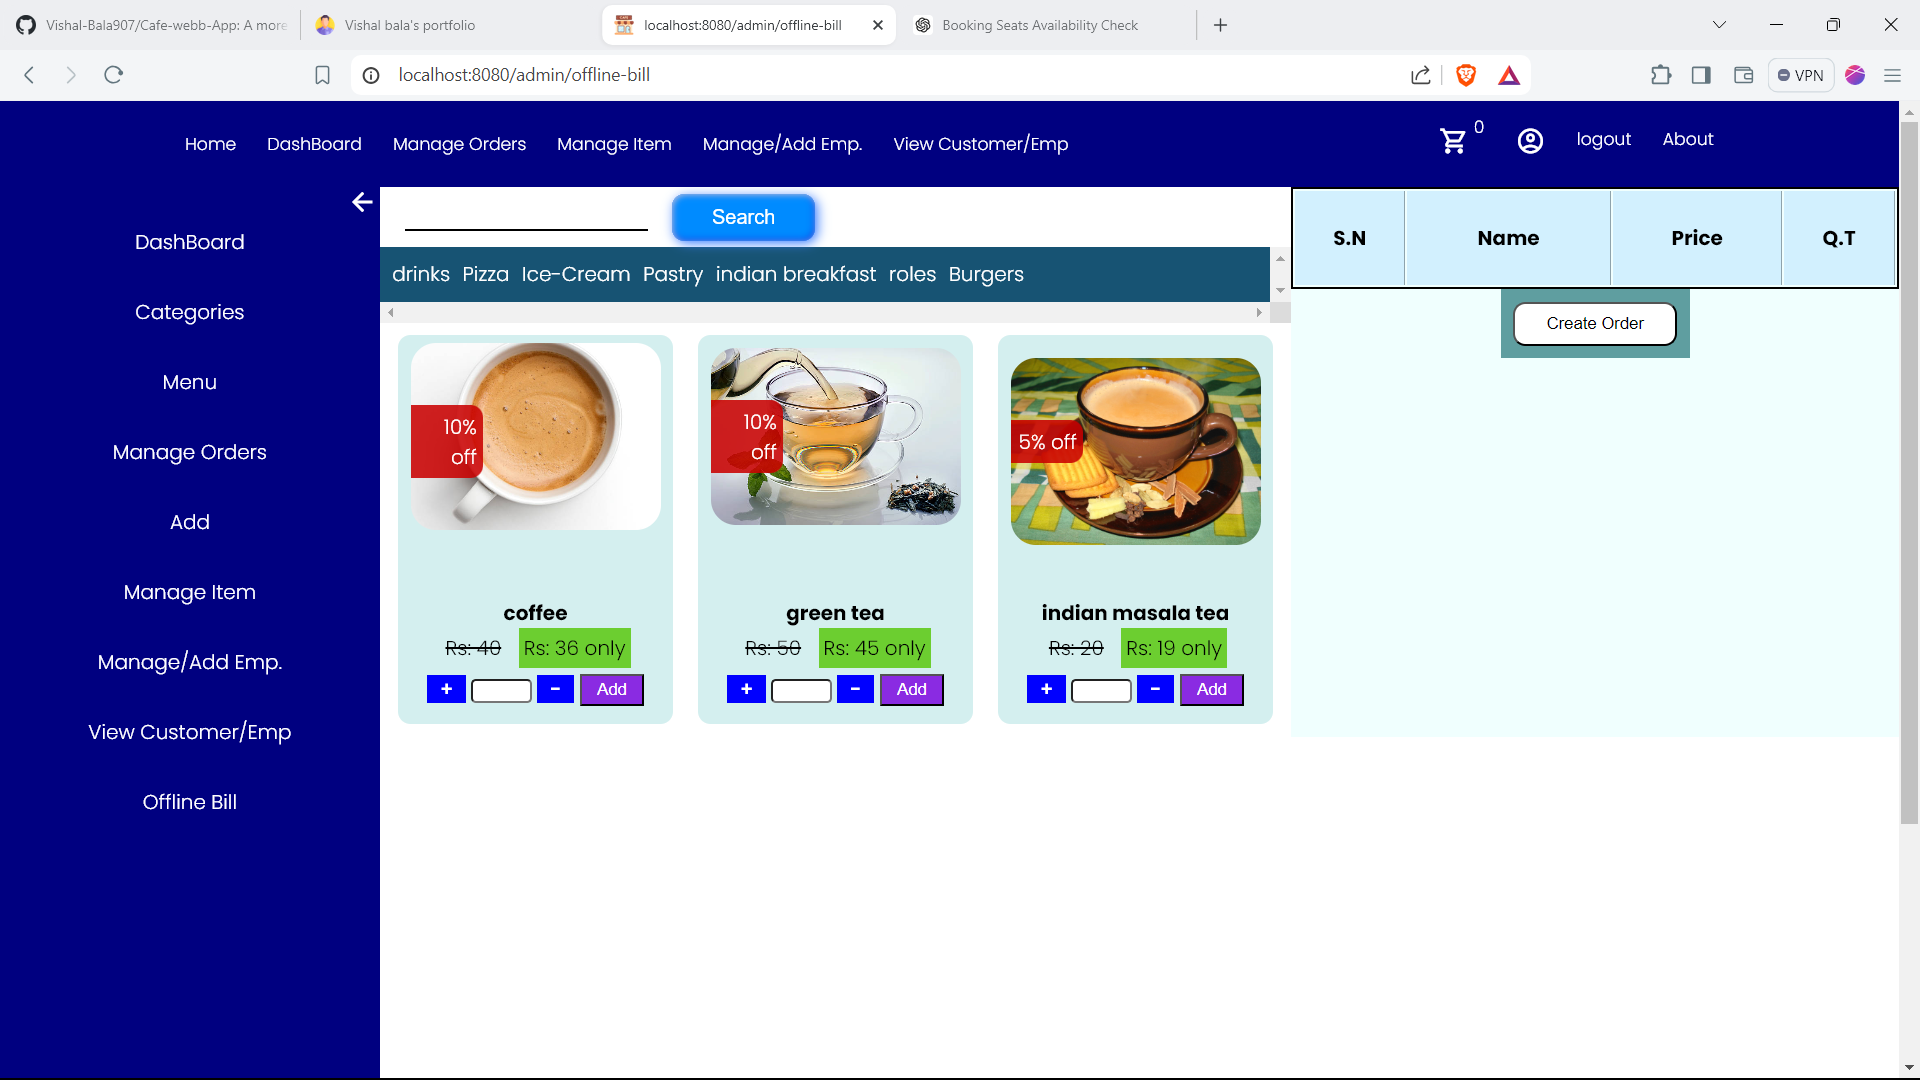 Vishal-Bala907/Cafe-webb-App: A more
Vishal bala's portfolio
localhost:8080/admin/offline-bill
Booking Seats Availability Check
localhost:8080/admin/offline-bill
VPN
Home DashBoard Manage Orders Manage Item Manage/Add Emp. View Customer/Emp
0
logout About
DashBoard
Categories
Menu
Manage Orders
Add
Manage Item
Manage/Add Emp.
View Customer/Emp
Offline Bill
Search
drinks Pizza Ice-Cream Pastry indian breakfast roles Burgers
10%
off
coffee
Rs: 40 Rs: 36 only
+ - Add
10%
off
green tea
Rs: 50 Rs: 45 only
+ - Add
5% off
indian masala tea
Rs: 20 Rs: 19 only
+ - Add
S.N Name Price Q.T
Create Order